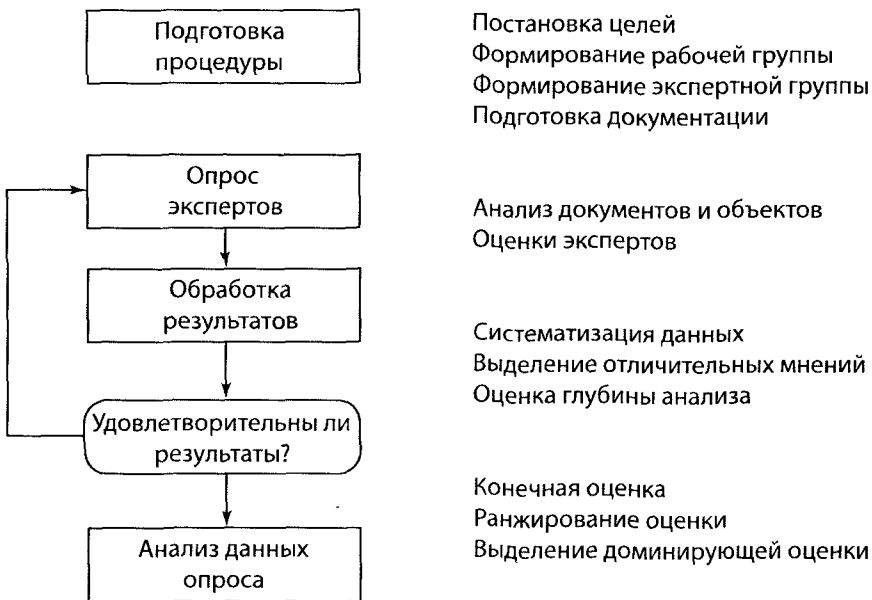 Подготовка
процедуры
Постановка целей
Формирование рабочей группы
Формирование экспертной группы
Подготовка документации
Опрос
экспертов
Анализ документов и объектов
Оценки экспертов
Обработка
результатов
Систематизация данных
Выделение отличительных мнений
Оценка глубины анализа
Удовлетворительны ли
результаты?
Конечная оценка
Ранжирование оценки
Выделение доминирующей оценки
Анализ данных
опроса